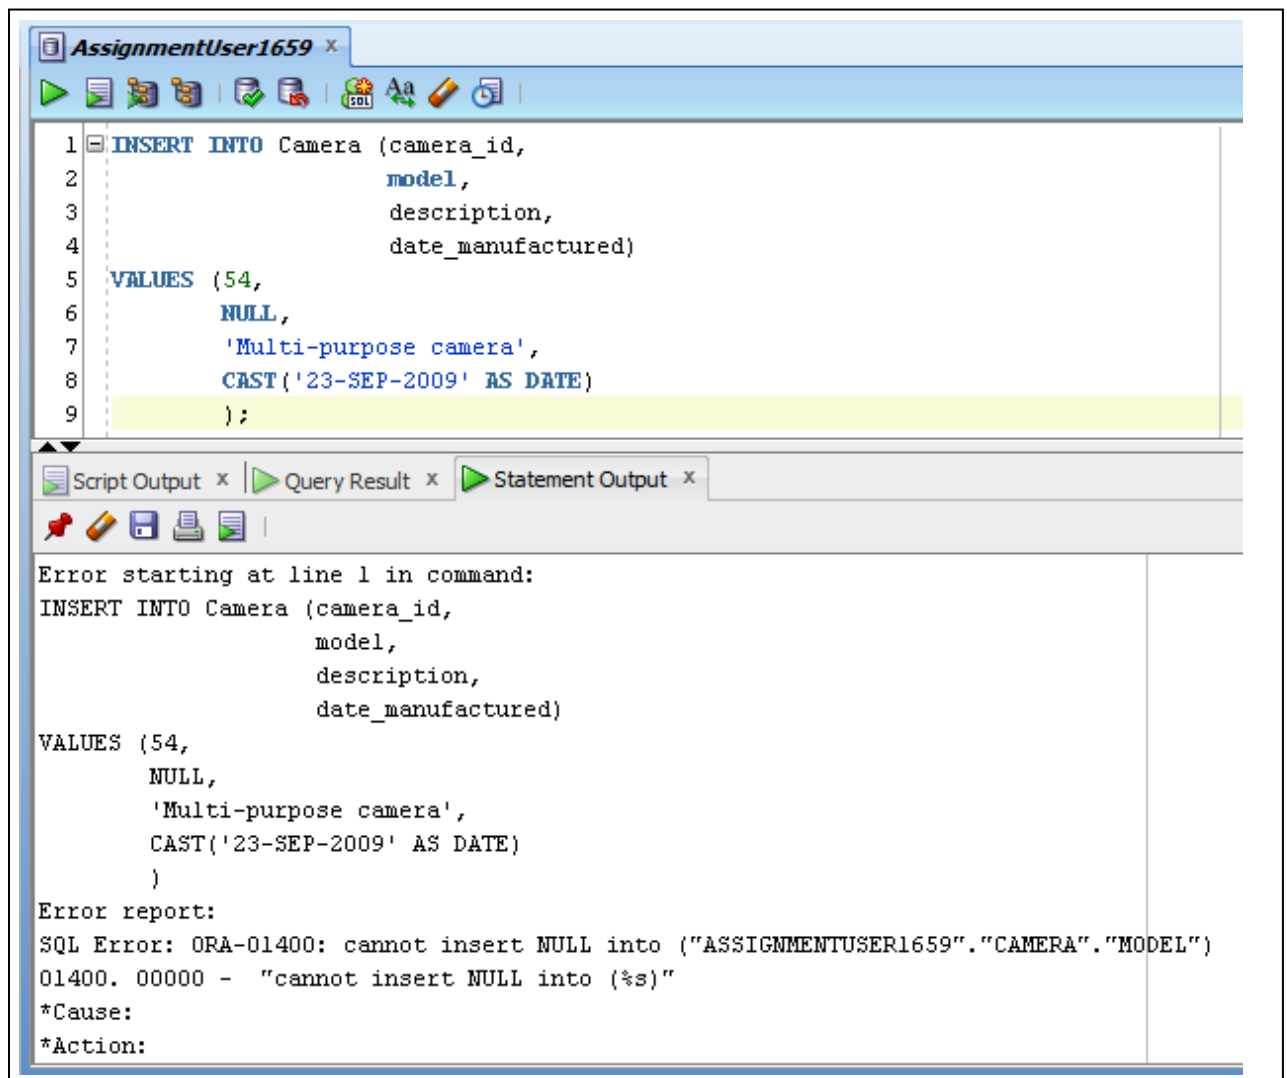 AssignmentUser1659 x
SQL Aa
1 INSERT INTO Camera (camera_id,
2 model,
3 description,
4 date_manufactured)
5 VALUES (54,
6 NULL,
7 'Multi-purpose camera',
8 CAST('23-SEP-2009' AS DATE)
9 );
Script Output x Query Result x Statement Output x
Error starting at line 1 in command:
INSERT INTO Camera (camera_id,
model,
description,
date_manufactured)
VALUES (54,
NULL,
'Multi-purpose camera',
CAST('23-SEP-2009' AS DATE)
)
Error report:
SQL Error: ORA-01400: cannot insert NULL into ("ASSIGNMENTUSER1659"."CAMERA"."MODEL")
01400. 00000 - "cannot insert NULL into (%s)"
*Cause:
*Action: